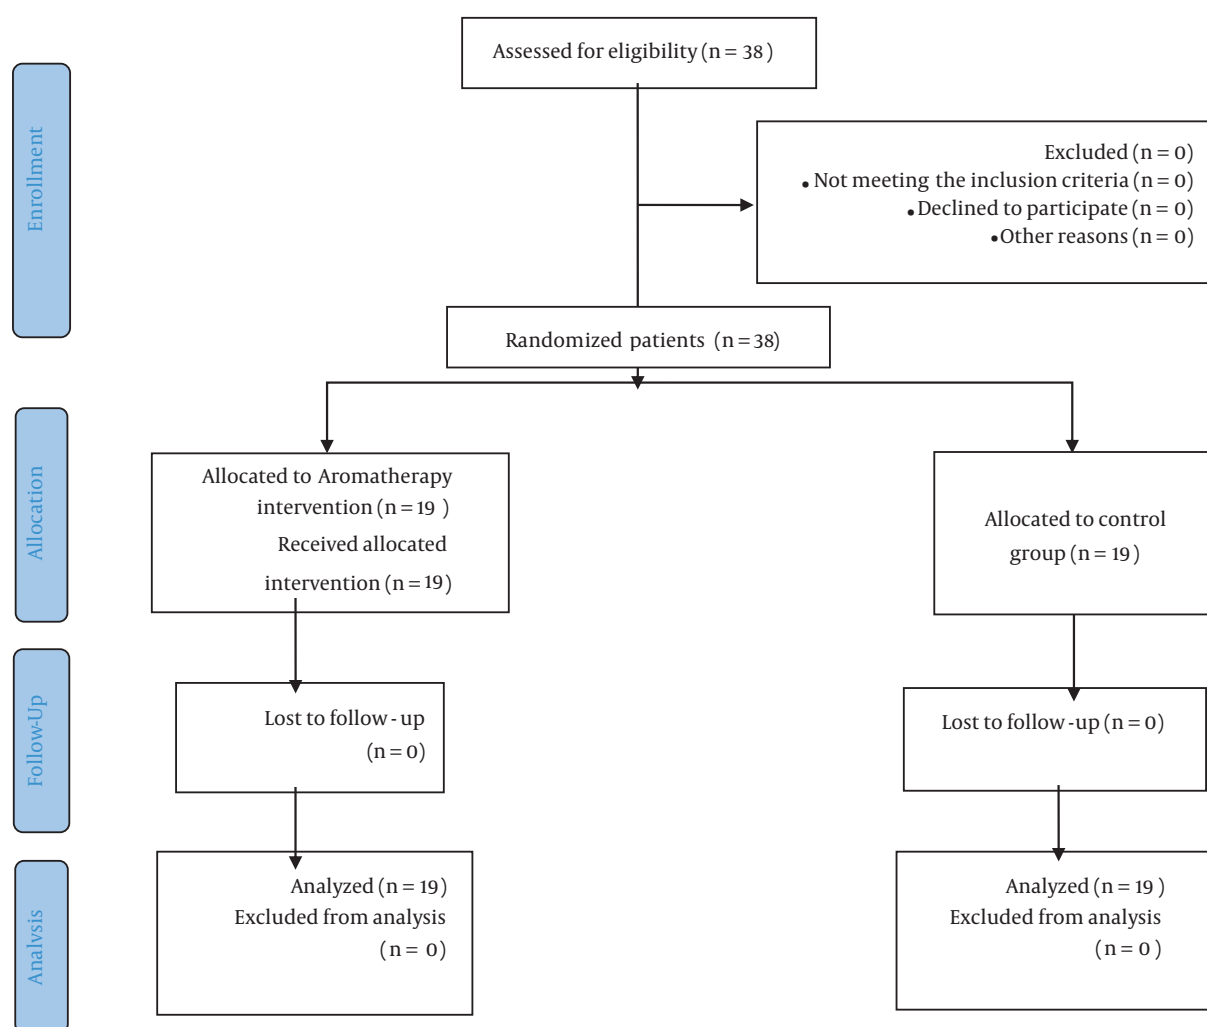 Assessed for eligibility (n = 38)
Enrollment
Excluded (n = 0)
• Not meeting the inclusion criteria (n = 0)
• Declined to participate (n = 0)
• Other reasons (n = 0)
Randomized patients (n = 38)
Allocation
Allocated to Aromatherapy
intervention (n = 19 )
Received allocated
intervention (n = 19)
Allocated to control
group (n = 19)
Follow-Up
Lost to follow - up
(n = 0)
Lost to follow -up (n = 0)
Analysis
Analyzed (n = 19)
Excluded from analysis
(n = 0)
Analyzed (n = 19 )
Excluded from analysis
(n = 0 )